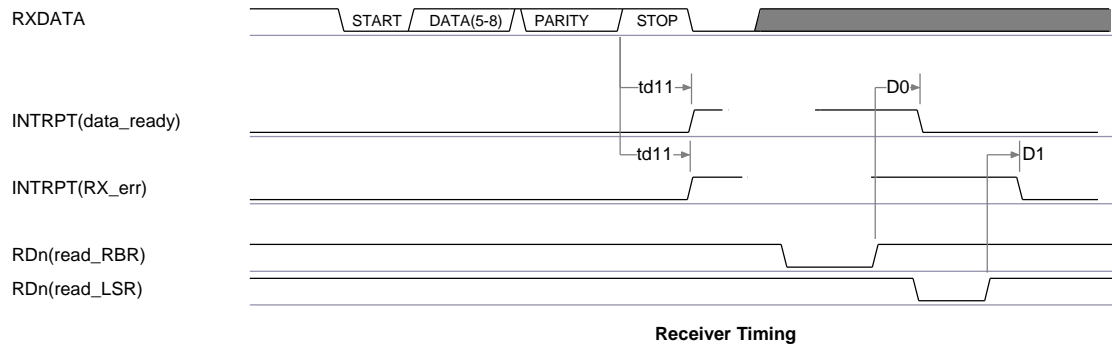 RXDATA START DATA(5-8) PARITY STOP
td11 D0
INTRPT(data_ready)
td11 D1
INTRPT(RX_err)
RDn(read_RBR)
RDn(read_LSR)
Receiver Timing